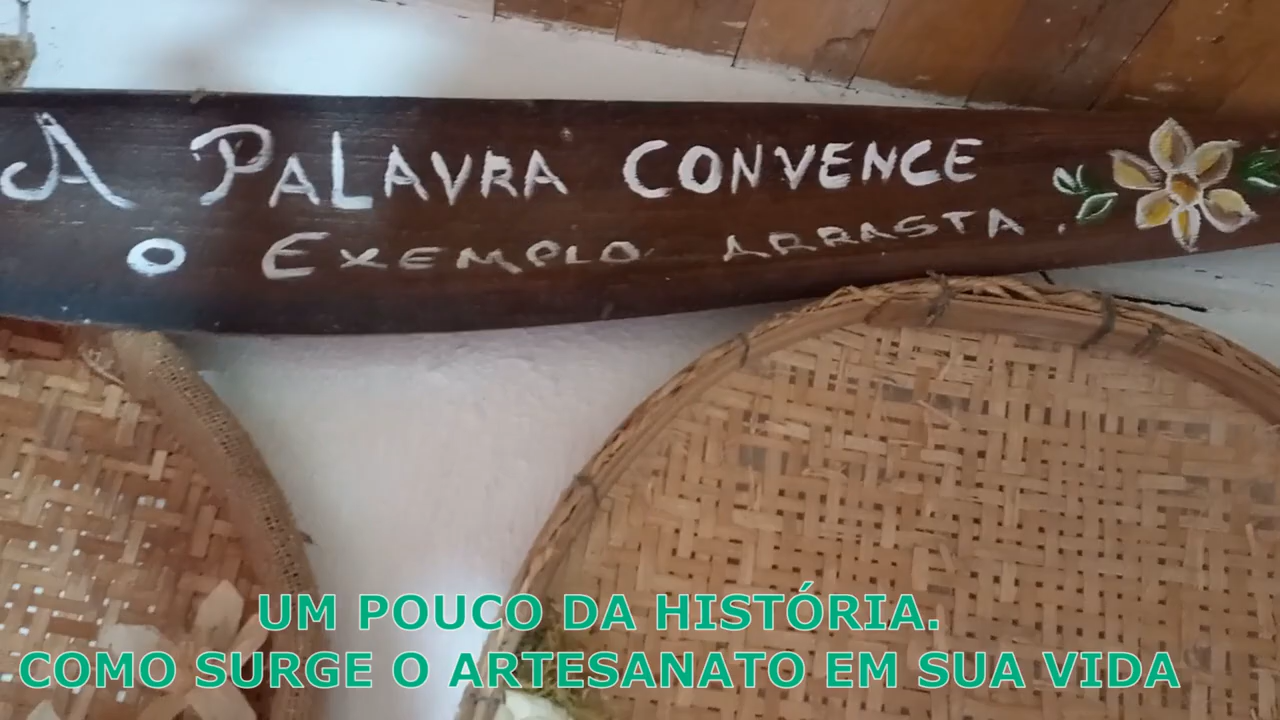 A PALAVRA CONVENCE
O EXEMPLO ARRASTA.
UM POUCO DA HISTÓRIA.
COMO SURGE O ARTESANATO EM SUA VIDA